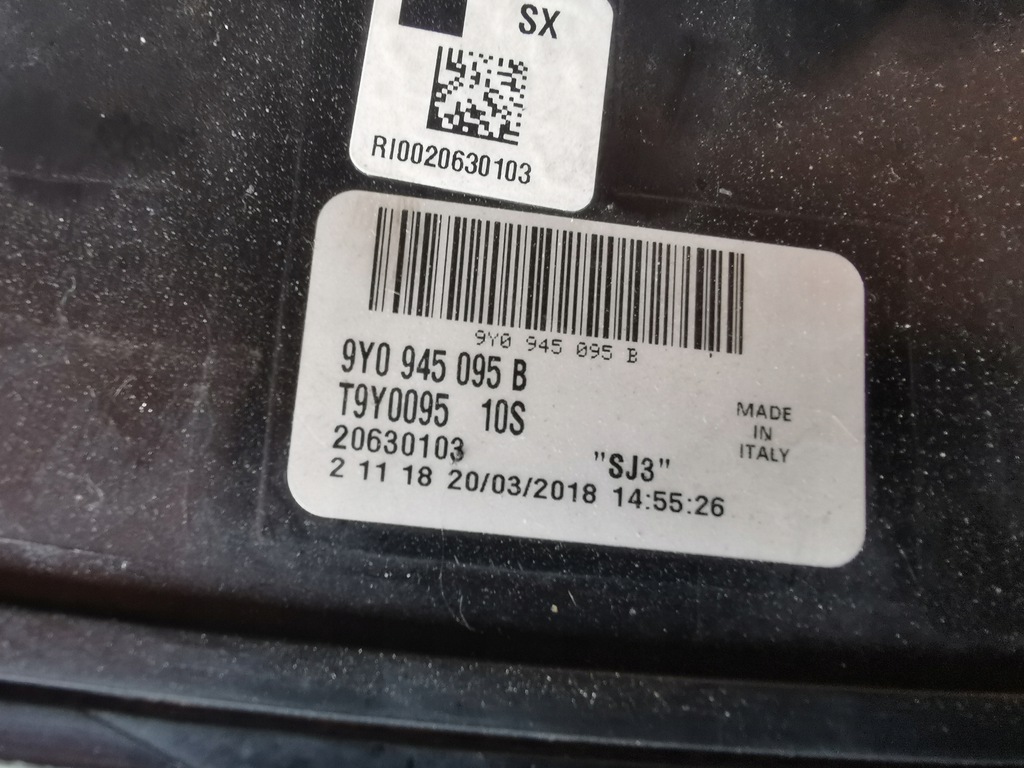 SX
RI0020630103
9Y0 945 095 B
9Y0 945 095 B
T9Y0095 10S
20630103 "SJ3"
2 11 18 20/03/2018 14:55:26
MADE
IN
ITALY